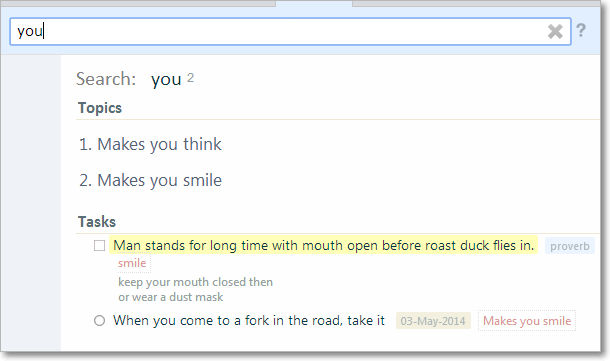 you ?
Search: you 2
Topics
1. Makes you think
2. Makes you smile
Tasks
Man stands for long time with mouth open before roast duck flies in. proverb
smile
keep your mouth closed then
or wear a dust mask
When you come to a fork in the road, take it 03-May-2014 Makes you smile